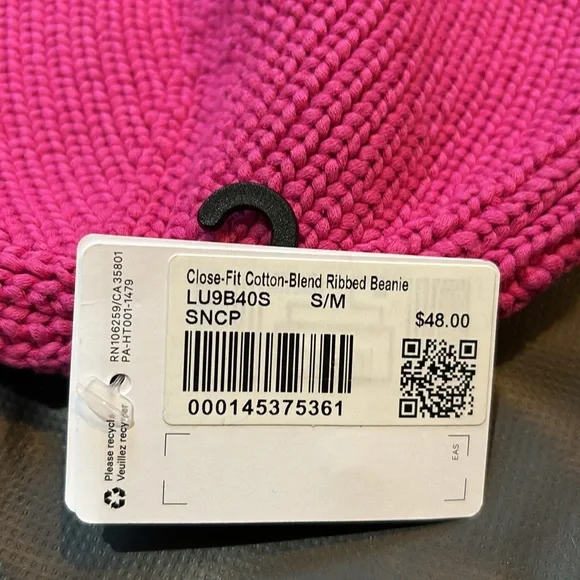 Close-Fit Cotton-Blend Ribbed Beanie
LU9B40S S/M
SNCP $48.00
000145375361
RN106259/CA35801
PA-HT001-1479
Please recycle
Veuillez recycler
EAS